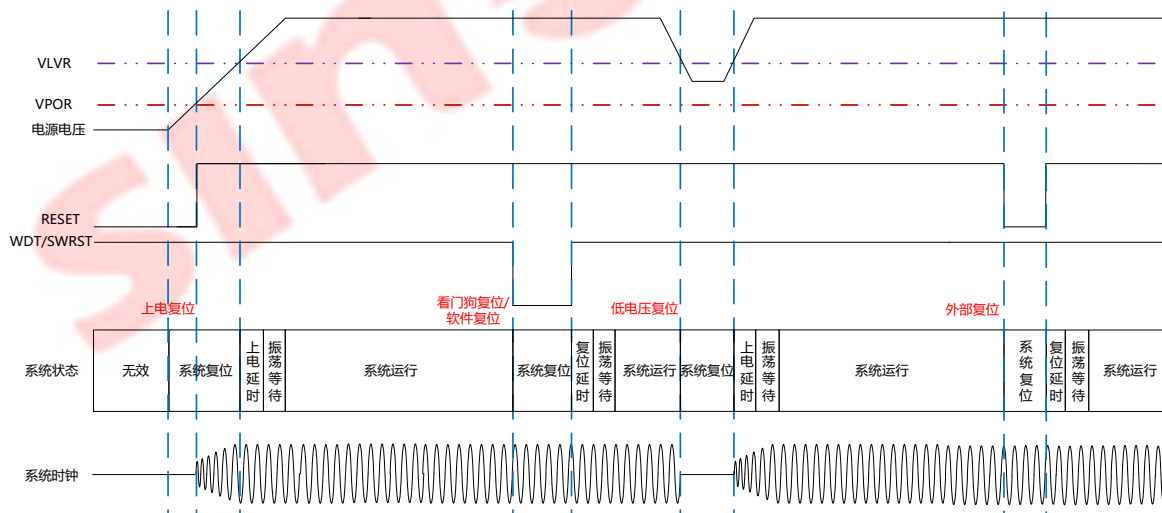 VLVR
VPOR
电源电压
RESET
WDT/SWRST
上电复位
看门狗复位/
软件复位
低电压复位
外部复位
系统状态
无效
系统复位
上电延时
振荡等待
系统运行
系统复位
复位延时
振荡等待
系统运行
系统复位
上电延时
振荡等待
系统运行
系统复位
复位延时
振荡等待
系统运行
系统时钟